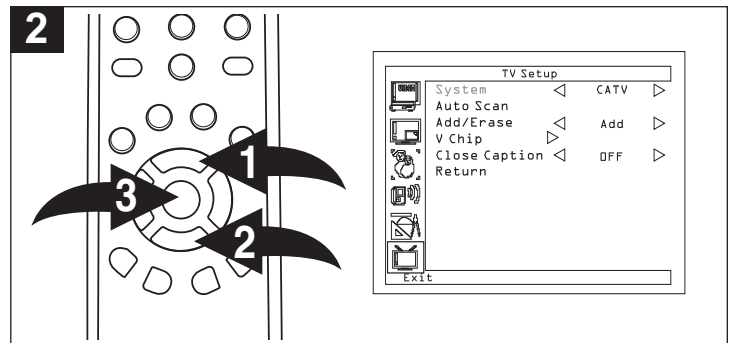 2
1
3
2
TV Setup
VIDEO
System ◁ CATV ▷
Auto Scan
Add/Erase ◁ Add ▷
V Chip ▷
Close Caption ◁ OFF ▷
Return
Exit